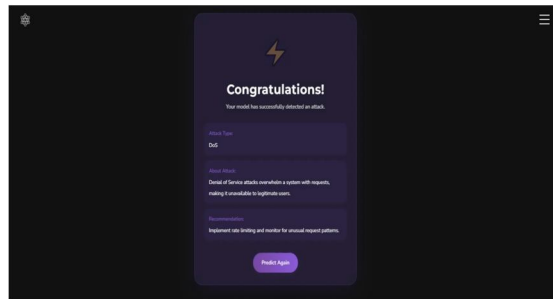 Congratulations!
Your model has successfully detected an attack.
Attack Type
DoS
About Attack
Denial of Service attacks overwhelm a system with requests,
making it unavailable to legitimate users.
Recommendation
Implement rate limiting and monitor for unusual request patterns.
Predict Again